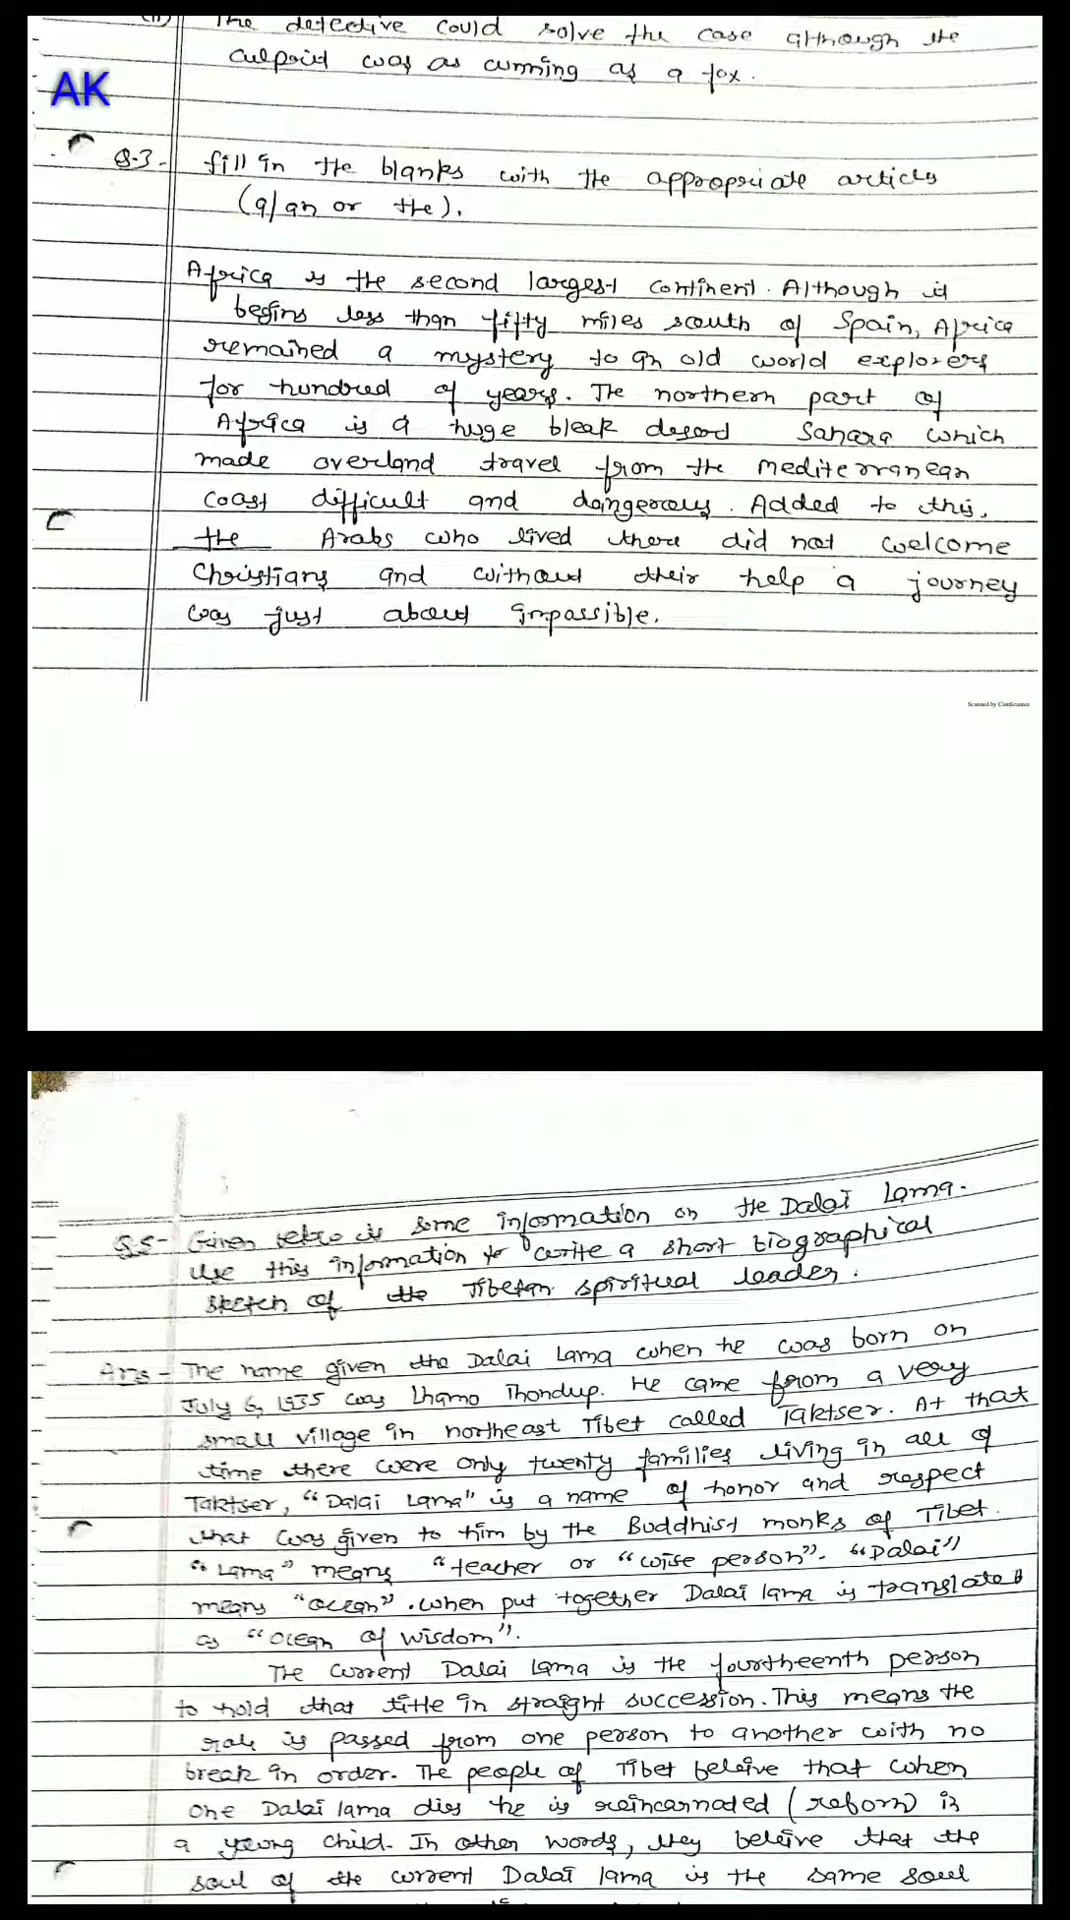 (ii) The detective could solve the case although the
culprit was as cunning as a fox.
AK
Q-3- fill in the blanks with the appropriate articles
(a/an or the).
Africa is the second largest continent. Although it
begins less than fifty miles south of Spain, Africa
remained a mystery to an old world explorers
for hundred of years. The northern part of
Africa is a huge bleak desert Sahara which
made overland travel from the mediterranean
coast difficult and dangerous. Added to this,
the Arabs who lived there did not welcome
Christians and without their help a journey
was just about impossible.
Scanned by CamScanner
Q.5- Given below is some information on the Dalai Lama.
Use this information to write a short biographical
sketch of the Tibetan spiritual leader.
Ans- The name given the Dalai Lama when he was born on
July 6, 1935 was Lhamo Thondup. He came from a very
small village in northeast Tibet called Taktser. At that
time there were only twenty families living in all of
Taktser, "Dalai Lama" is a name of honor and respect
that was given to him by the Buddhist monks of Tibet.
"Lama" means "teacher or "wise person". "Dalai"
means "ocean". when put together Dalai lama is translated
as "Ocean of wisdom".
The current Dalai Lama is the fourtheenth person
to hold that title in straight succession. This means the
role is passed from one person to another with no
break in order. The people of Tibet beleive that when
one Dalai lama dies he is reincarnated (reborn) in
a young child. In other words, they beleive that the
soul of the current Dalai lama is the same soul